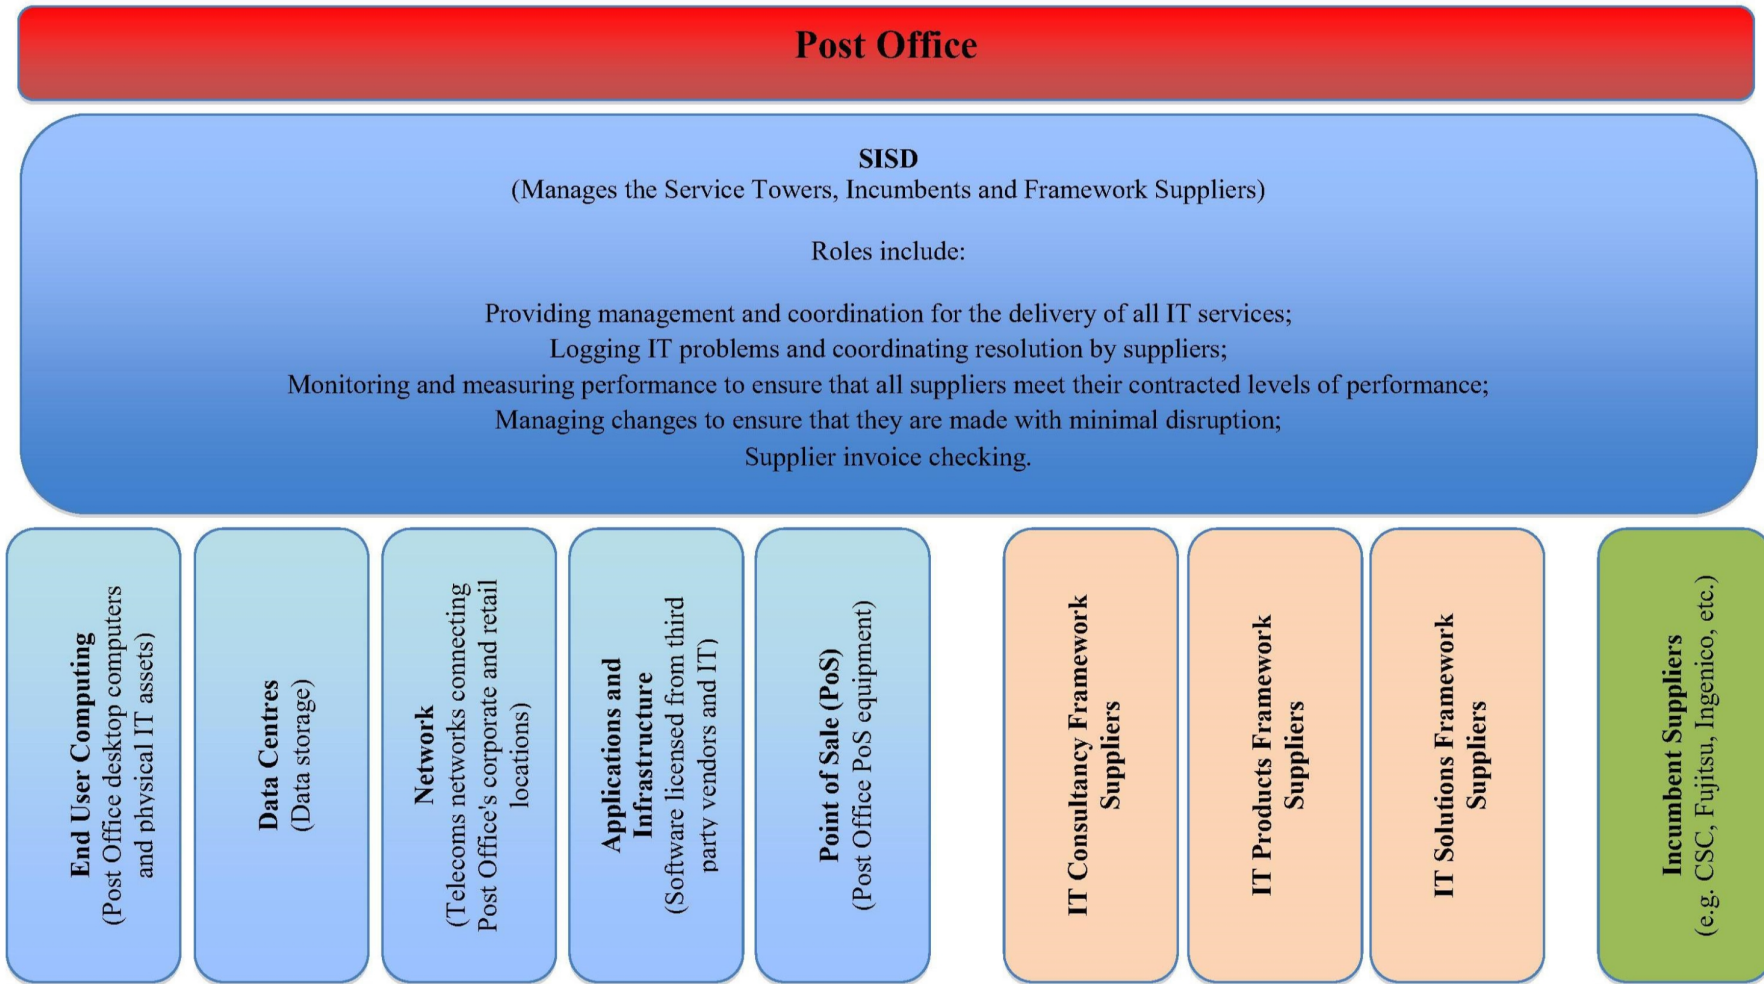 Post Office
SISD
(Manages the Service Towers, Incumbents and Framework Suppliers)
Roles include:
Providing management and coordination for the delivery of all IT services;
Logging IT problems and coordinating resolution by suppliers;
Monitoring and measuring performance to ensure that all suppliers meet their contracted levels of performance;
Managing changes to ensure that they are made with minimal disruption;
Supplier invoice checking.
End User Computing
(Post Office desktop computers
and physical IT assets)
Data Centres
(Data storage)
Network
(Telecoms networks connecting
Post Office's corporate and retail
locations)
Applications and
Infrastructure
(Software licensed from third
party vendors and IT)
Point of Sale (PoS)
(Post Office PoS equipment)
IT Consultancy Framework
Suppliers
IT Products Framework
Suppliers
IT Solutions Framework
Suppliers
Incumbent Suppliers
(e.g. CSC, Fujitsu, Ingenico, etc.)